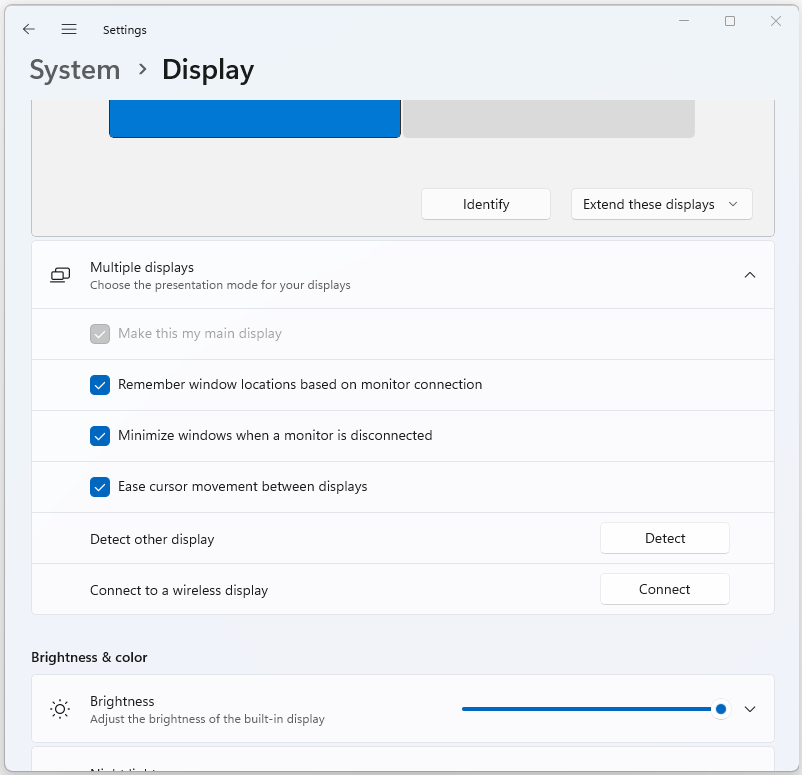 Settings
System > Display
Identify
Extend these displays
Multiple displays
Choose the presentation mode for your displays
Make this my main display
Remember window locations based on monitor connection
Minimize windows when a monitor is disconnected
Ease cursor movement between displays
Detect other display
Detect
Connect to a wireless display
Connect
Brightness & color
Brightness
Adjust the brightness of the built-in display